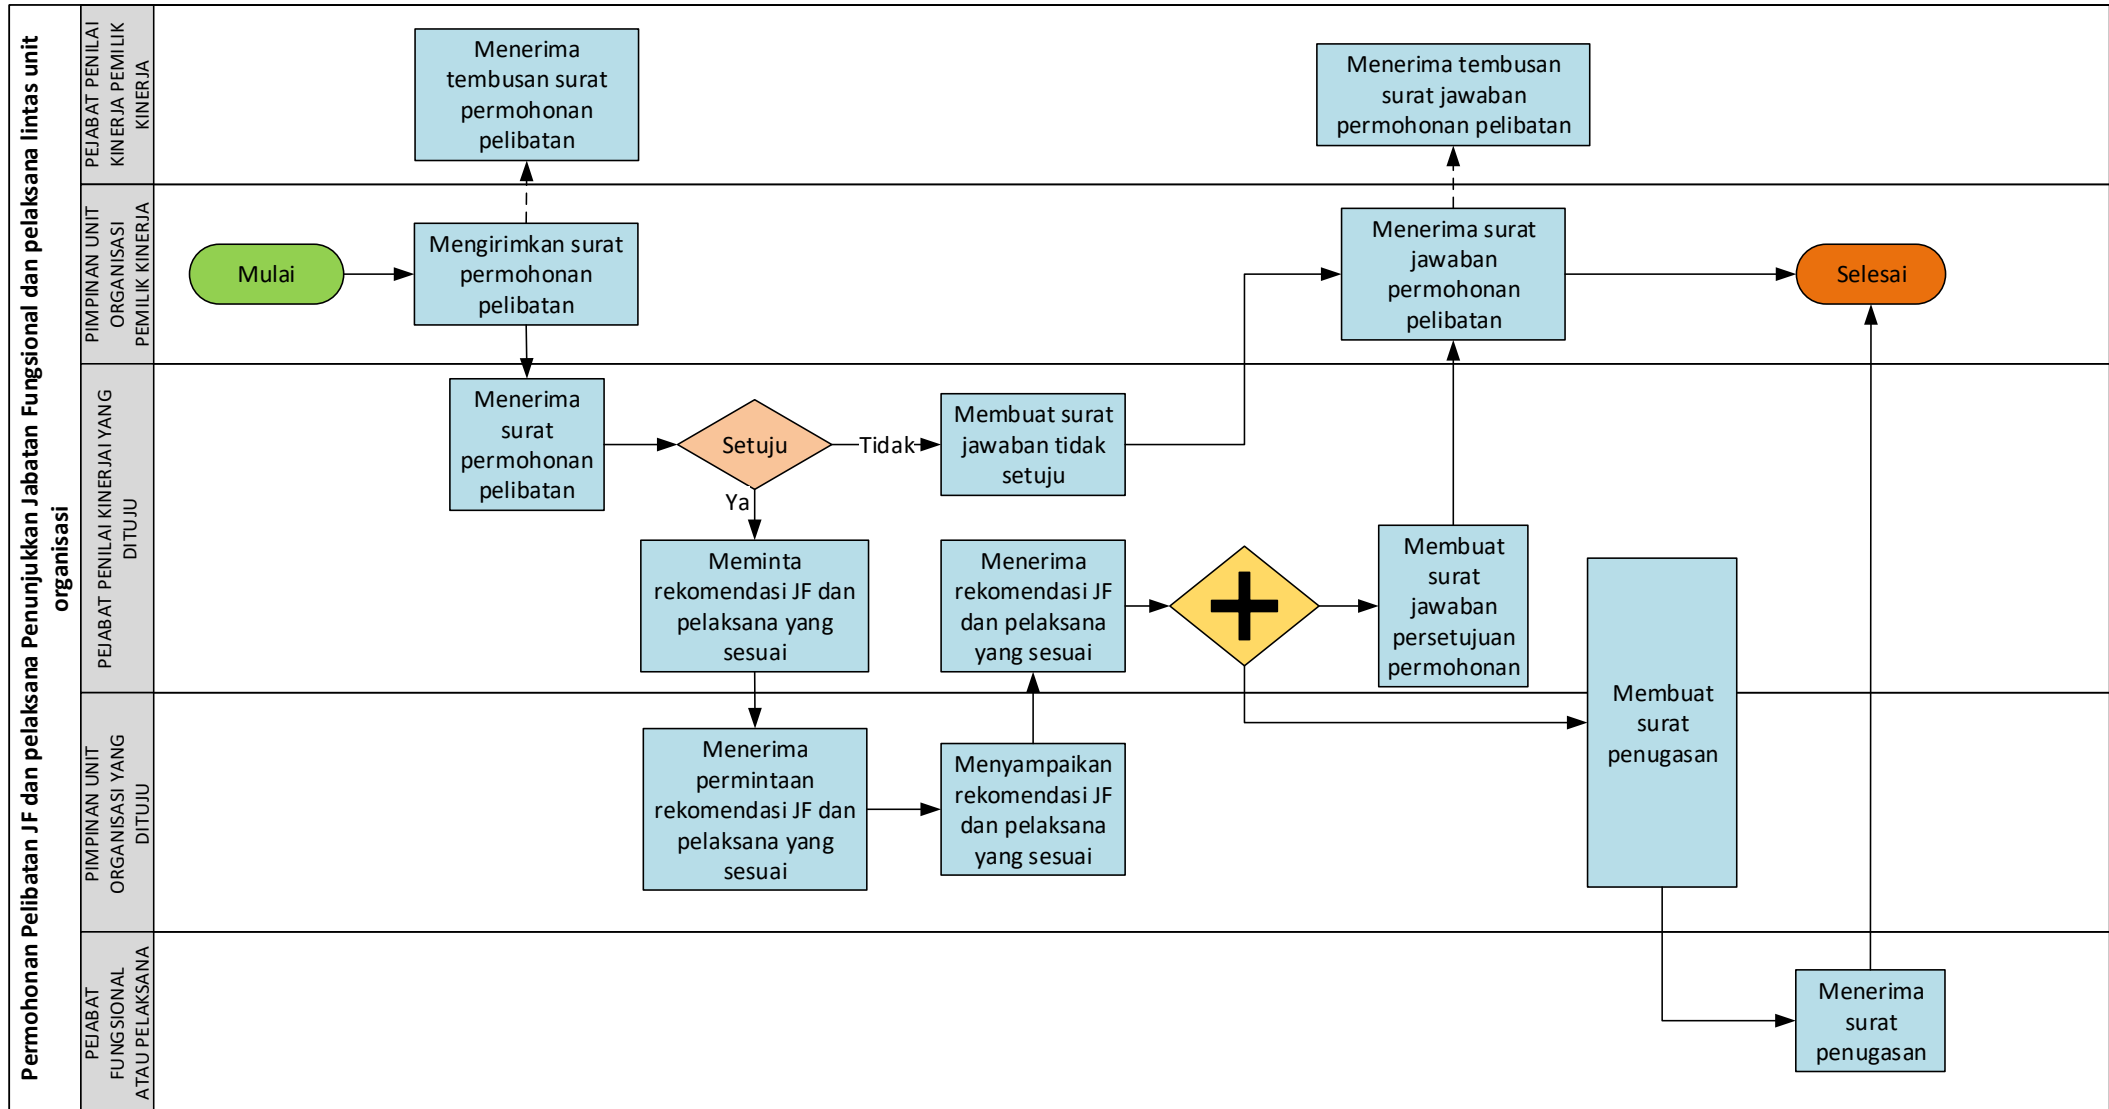 Permohonan Pelibatan JF dan pelaksana Penunjukkan Jabatan Fungsional dan pelaksana lintas unit
organisasi
PEJABAT PENILAI
KINERJA PEMILIK
KINERJA
Menerima
tembusan surat
permohonan
pelibatan
Menerima tembusan
surat jawaban
permohonan pelibatan
PIMPINAN UNIT
ORGANISASI
PEMILIK KINERJA
Mulai
Mengirimkan surat
permohonan
pelibatan
Menerima surat
jawaban
permohonan
pelibatan
Selesai
PEJABAT PENILAI KINERJAI YANG
DITUJU
Menerima
surat
permohonan
pelibatan
Setuju
Tidak
Membuat surat
jawaban tidak
setuju
Ya
Meminta
rekomendasi JF dan
pelaksana yang
sesuai
Menerima
rekomendasi JF
dan pelaksana
yang sesuai
Membuat
surat
jawaban
persetujuan
permohonan
Membuat
surat
penugasan
PIMPINAN UNIT
ORGANISASI YANG
DITUJU
Menerima
permintaan
rekomendasi JF dan
pelaksana yang
sesuai
Menyampaikan
rekomendasi JF
dan pelaksana
yang sesuai
PEJABAT
FUNGSIONAL
ATAU PELAKSANA
Menerima
surat
penugasan